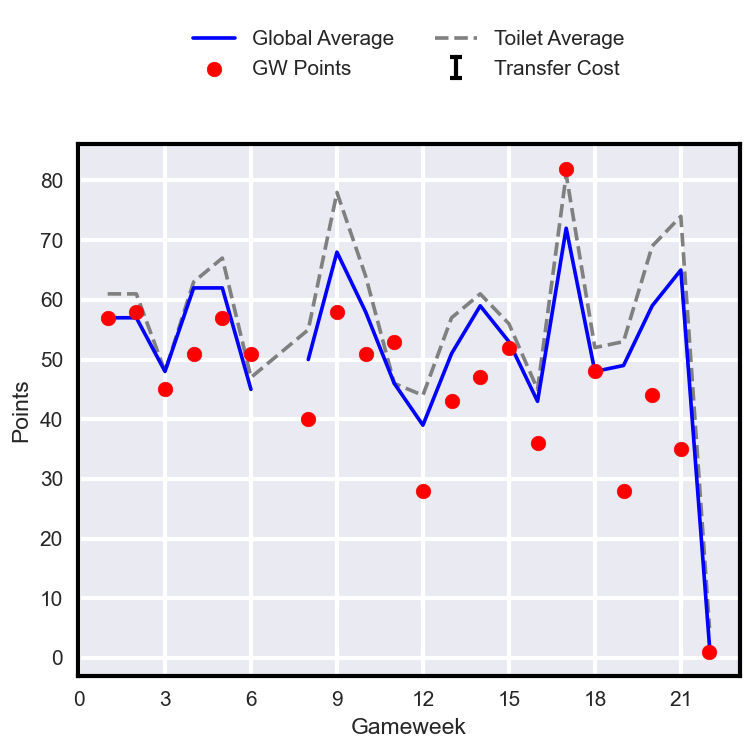 Global Average
GW Points
Toilet Average
Transfer Cost
80
70
60
50
40
30
20
10
0
Points
0 3 6 9 12 15 18 21
Gameweek